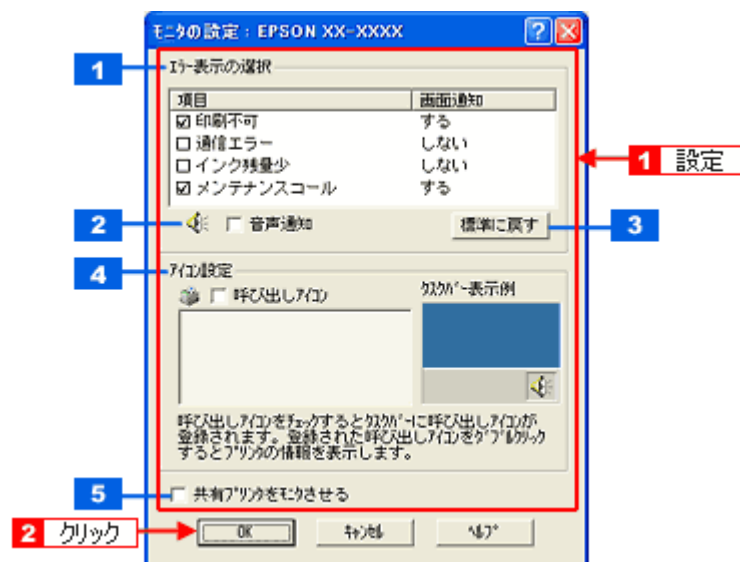 ﾓﾆﾀの設定 : EPSON XX-XXXX
1
ｴﾗｰ表示の選択
項目 画面通知
印刷不可 する
通信エラー しない
インク残量少 しない
メンテナンスコール する
1 設定
2
音声通知
標準に戻す
3
4
ｱｲｺﾝ設定
呼び出しｱｲｺﾝ
ﾀｽｸﾊﾞｰ表示例
呼び出しｱｲｺﾝをﾁｪｯｸするとﾀｽｸﾊﾞｰに呼び出しｱｲｺﾝが
登録されます。登録された呼び出しｱｲｺﾝをﾀﾞﾌﾞﾙｸﾘｯｸ
するとﾌﾟﾘﾝﾀの情報を表示します。
5
共有ﾌﾟﾘﾝﾀをﾓﾆﾀさせる
2 クリック
OK
ｷｬﾝｾﾙ
ﾍﾙﾌﾟ